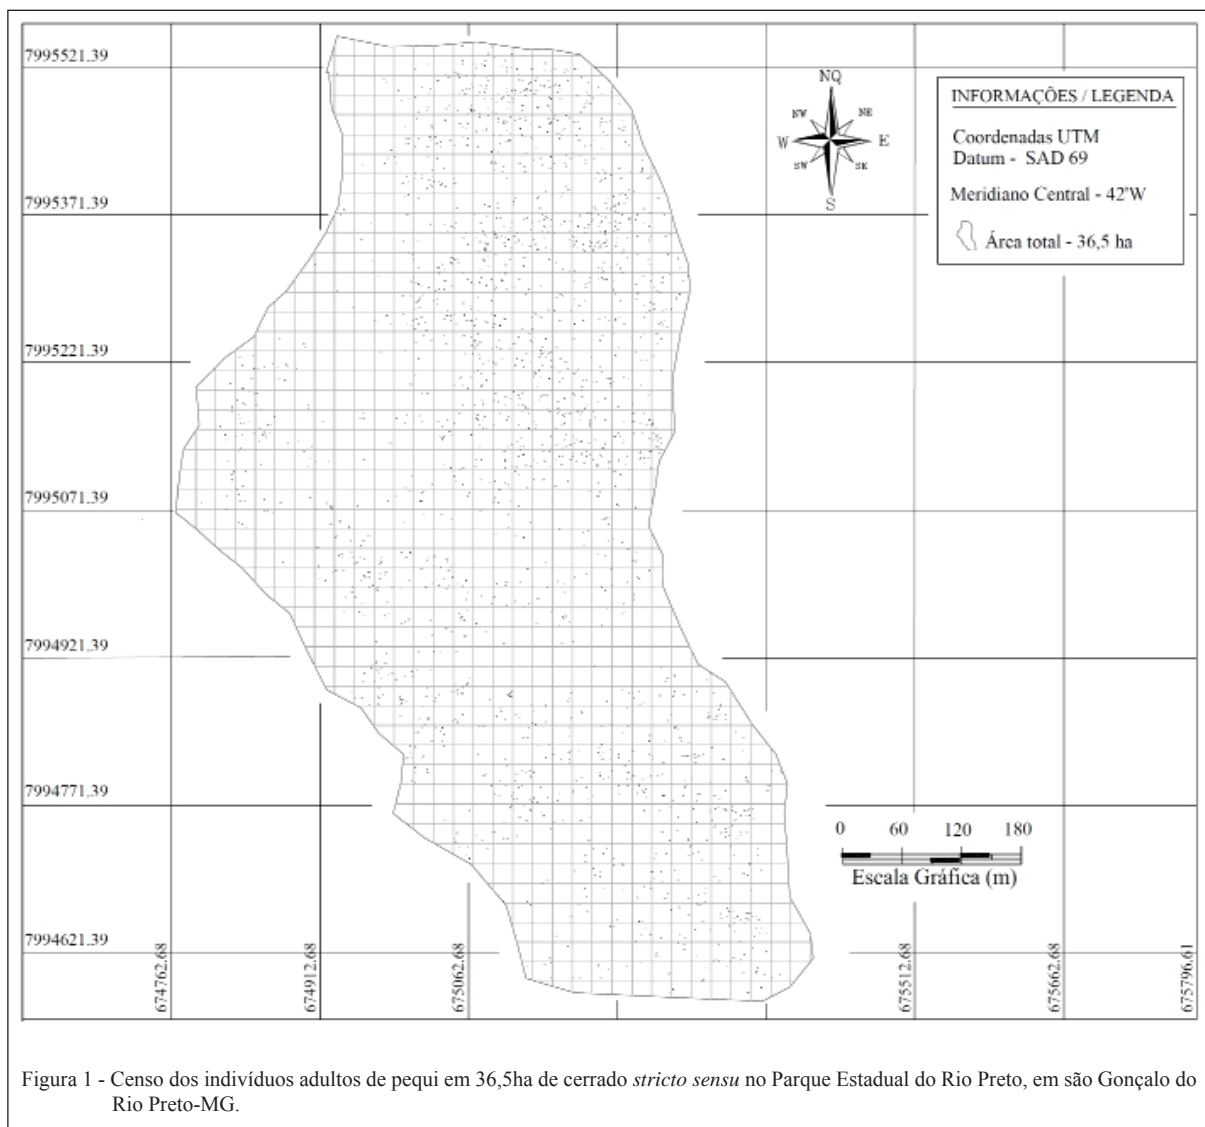 7995521.39
7995371.39
7995221.39
7995071.39
7994921.39
7994771.39
7994621.39
674762.68
674912.68
675062.68
675512.68
675662.68
675796.61
NQ
NW
NE
W
E
SW
SE
S
INFORMAÇÕES / LEGENDA
Coordenadas UTM
Datum - SAD 69
Meridiano Central - 42°W
Área total - 36,5 ha
0 60 120 180
Escala Gráfica (m)
Figura 1 - Censo dos indivíduos adultos de pequi em 36,5ha de cerrado stricto sensu no Parque Estadual do Rio Preto, em são Gonçalo do
Rio Preto-MG.